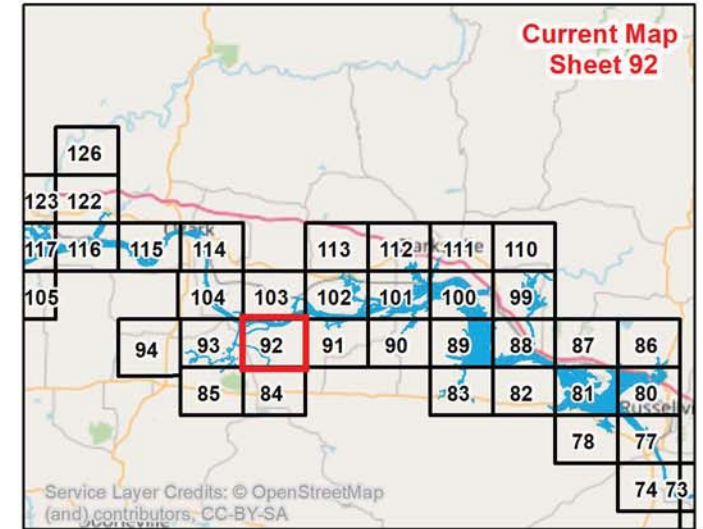 Current Map
Sheet 92
126
123 122
117 116 115 114 113 112 111 110
105 104 103 102 101 100 99
94 93 92 91 90 89 88 87 86
85 84 83 82 81 80
78 77
74 73
Service Layer Credits: © OpenStreetMap
(and) contributors, CC-BY-SA